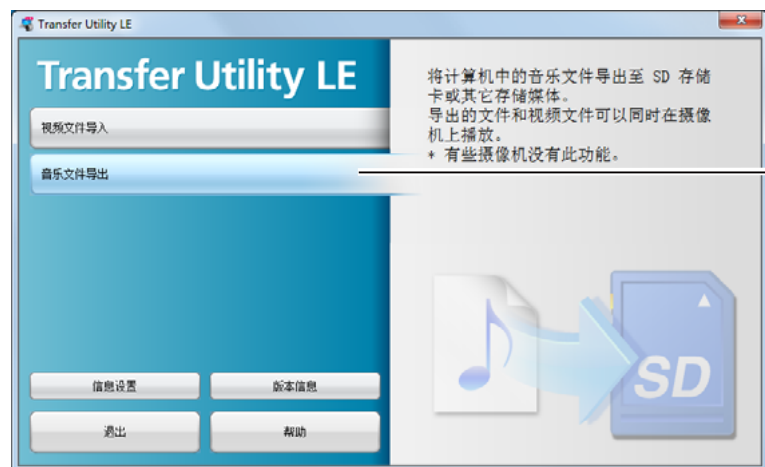 Transfer Utility LE
Transfer Utility LE
视频文件导入
音乐文件导出
将计算机中的音乐文件导出至 SD 存储
卡或其它存储媒体。
导出的文件和视频文件可以同时在摄像
机上播放。
* 有些摄像机没有此功能。
信息设置
版本信息
退出
帮助
SD